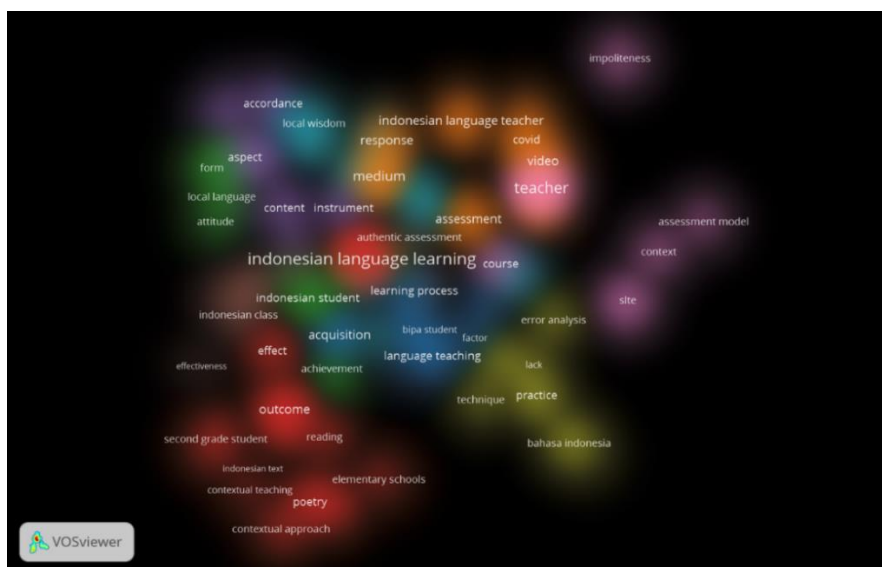 impoliteness
accordance
local wisdom
indonesian language teacher
response
covid
aspect
video
form
medium
teacher
local language
content
instrument
attitude
assessment
assessment model
authentic assessment
context
indonesian language learning
course
indonesian student
learning process
site
indonesian class
error analysis
acquisition
bipa student
factor
effect
language teaching
effectiveness
achievement
lack
technique
practice
outcome
second grade student
reading
bahasa indonesia
indonesian text
elementary schools
contextual teaching
poetry
contextual approach
VOSviewer